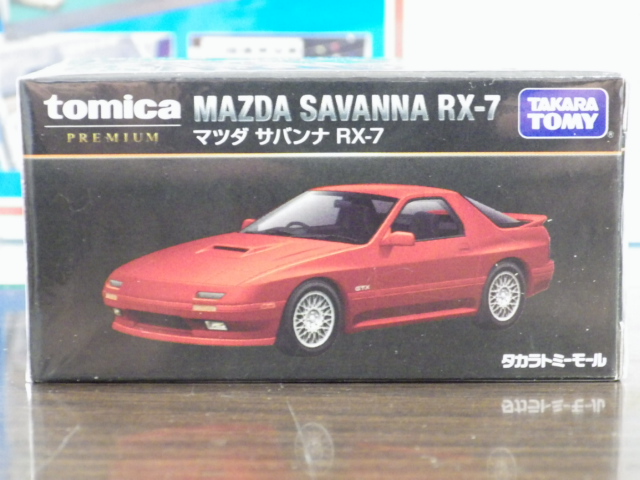 tomica
PREMIUM
MAZDA SAVANNA RX-7
マツダ サバンナ RX-7
TAKARA
TOMY
®
GTX
タカラトミーモール